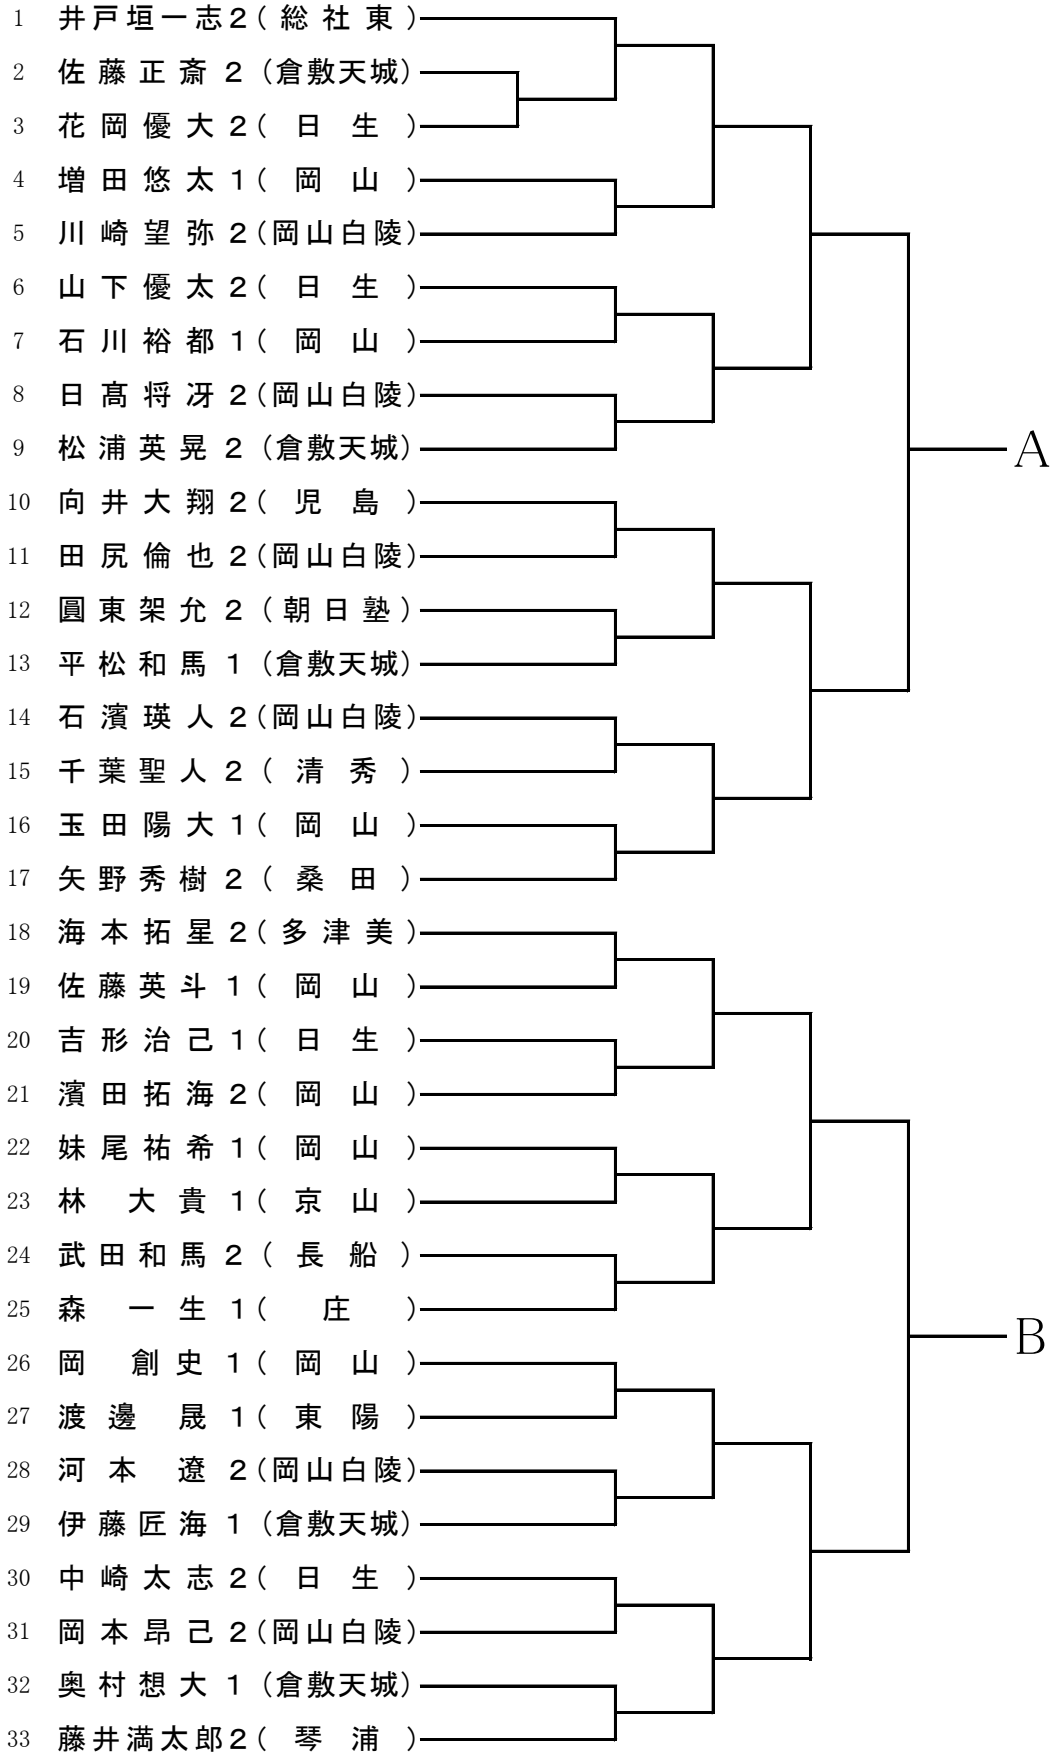 1 井戸垣一志2(総社東)
2 佐藤正斎2(倉敷天城)
3 花岡優大2(日生)
4 増田悠太1(岡山)
5 川崎望弥2(岡山白陵)
6 山下優太2(日生)
7 石川裕都1(岡山)
8 日髙将冴2(岡山白陵)
9 松浦英晃2(倉敷天城)
A
10 向井大翔2(児島)
11 田尻倫也2(岡山白陵)
12 圓東架允2(朝日塾)
13 平松和馬1(倉敷天城)
14 石濱瑛人2(岡山白陵)
15 千葉聖人2(清秀)
16 玉田陽大1(岡山)
17 矢野秀樹2(桑田)
18 海本拓星2(多津美)
19 佐藤英斗1(岡山)
20 吉形治己1(日生)
21 濱田拓海2(岡山)
22 妹尾祐希1(岡山)
23 林大貴1(京山)
24 武田和馬2(長船)
25 森一生1(庄)
B
26 岡創史1(岡山)
27 渡邊晟1(東陽)
28 河本遼2(岡山白陵)
29 伊藤匠海1(倉敷天城)
30 中崎太志2(日生)
31 岡本昂己2(岡山白陵)
32 奥村想大1(倉敷天城)
33 藤井満太郎2(琴浦)